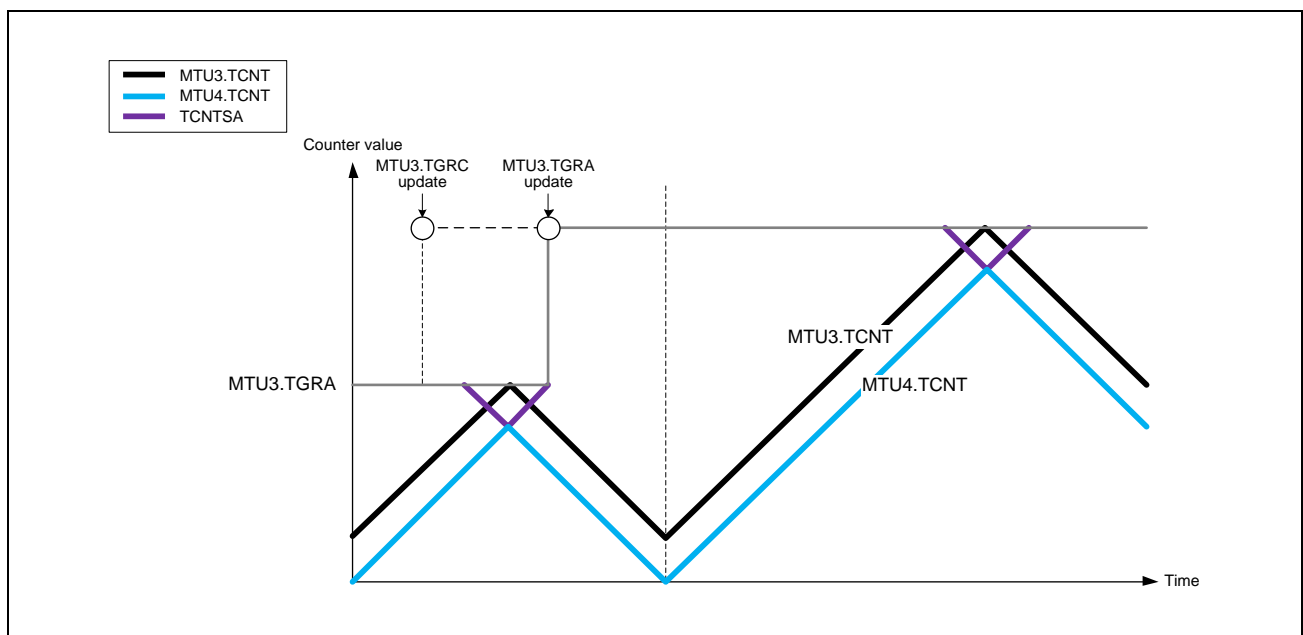 MTU3.TCNT
MTU4.TCNT
TCNTSA
Counter value
MTU3.TGRC
update
MTU3.TGRA
update
MTU3.TCNT
MTU3.TGRA
MTU4.TCNT
Time